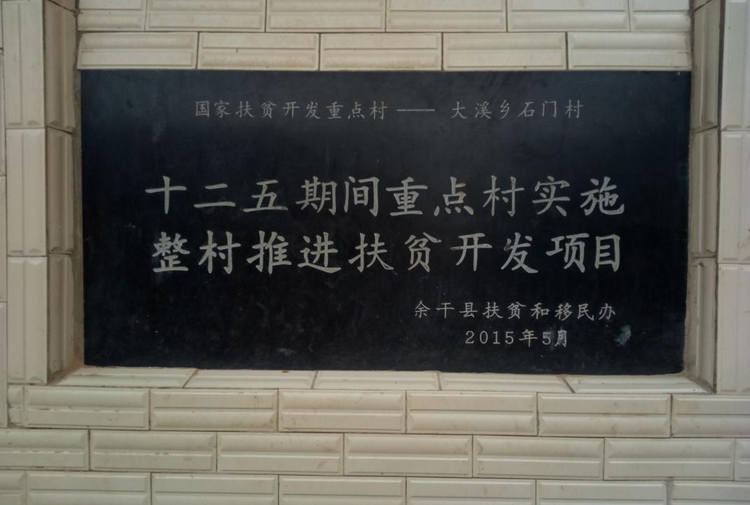 国家扶贫开发重点村——大溪乡石门村
十二五期间重点村实施
整村推进扶贫开发项目
余干县扶贫和移民办
2015年5月